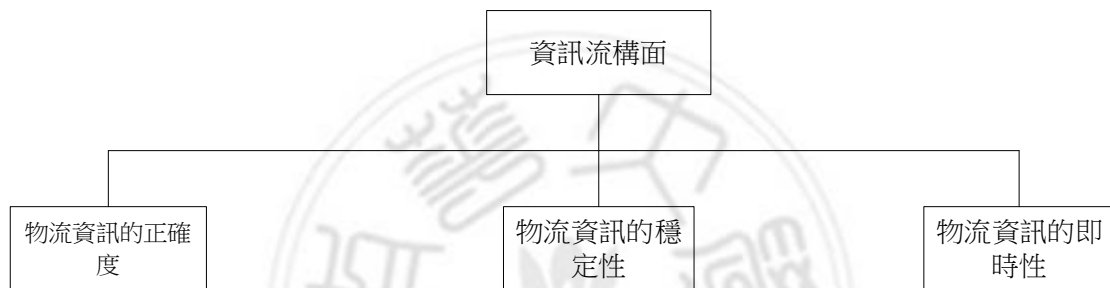 資訊流構面
物流資訊的正確
度
物流資訊的穩
定性
物流資訊的即
時性